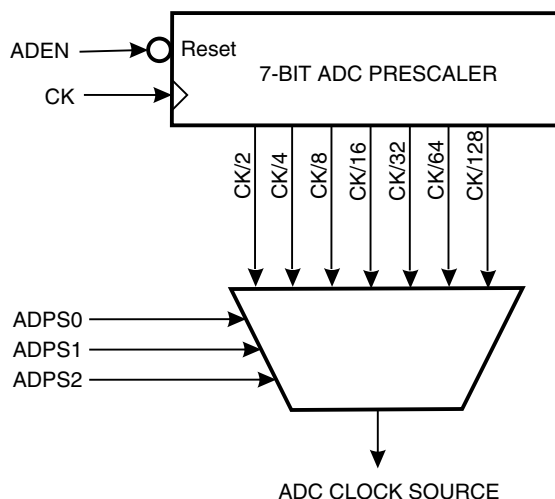 ADEN
Reset
7-BIT ADC PRESCALER
CK
CK/2
CK/4
CK/8
CK/16
CK/32
CK/64
CK/128
ADPS0
ADPS1
ADPS2
ADC CLOCK SOURCE